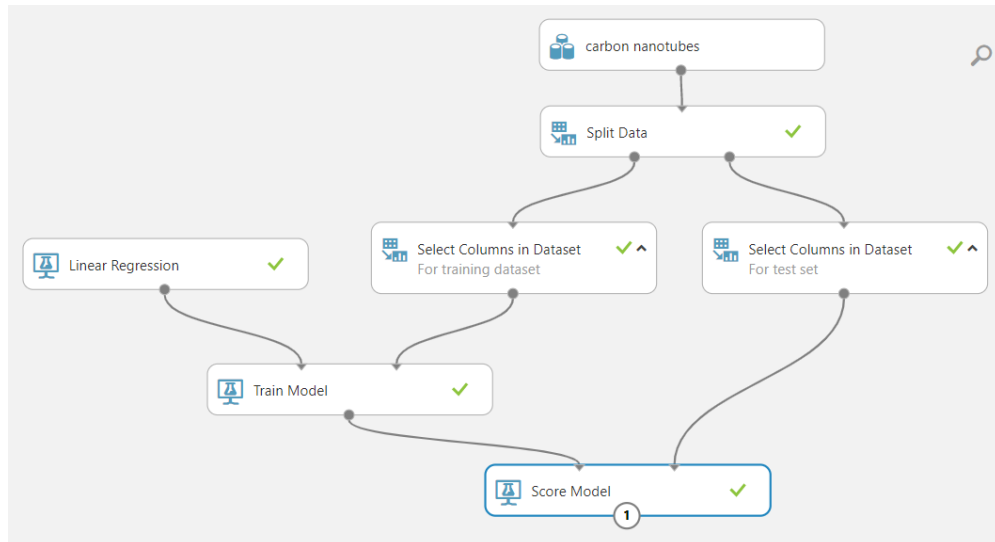 carbon nanotubes
Split Data
Select Columns in Dataset
For training dataset
Select Columns in Dataset
For test set
Linear Regression
Train Model
Score Model
1